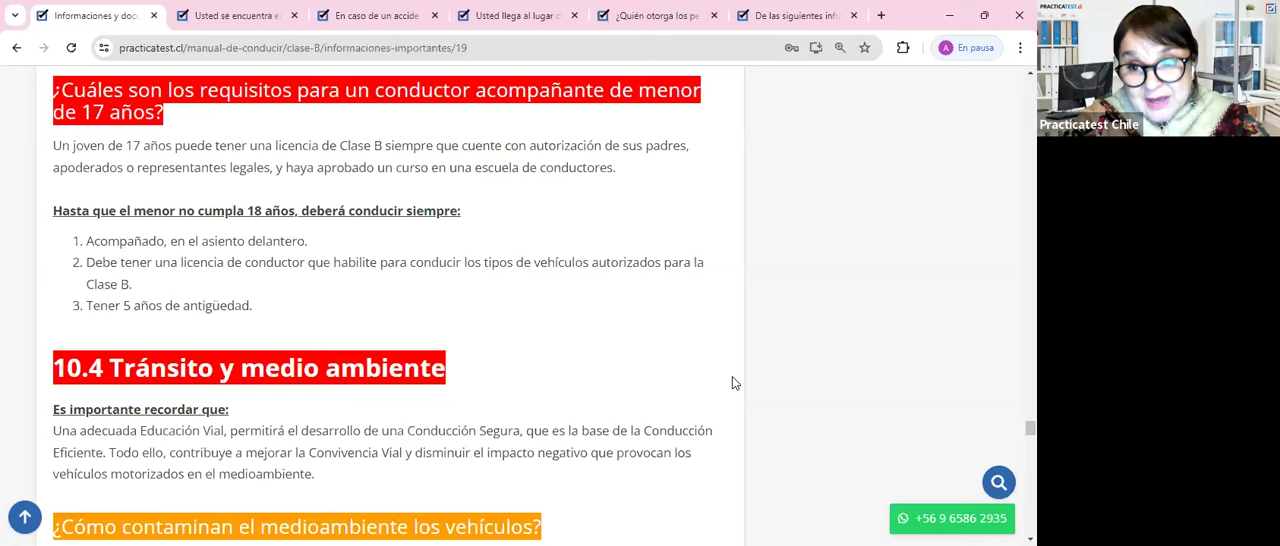 Informaciones y docu
Usted se encuentra e
En caso de un accide
Usted llega al lugar d
¿Quién otorga los pe
De las siguientes infr
practicatest.cl/manual-de-conducir/clase-B/informaciones-importantes/19
A
En pausa
PRACTICATEST.cl
Practicatest Chile
¿Cuáles son los requisitos para un conductor acompañante de menor
de 17 años?
Un joven de 17 años puede tener una licencia de Clase B siempre que cuente con autorización de sus padres,
apoderados o representantes legales, y haya aprobado un curso en una escuela de conductores.
Hasta que el menor no cumpla 18 años, deberá conducir siempre:
1. Acompañado, en el asiento delantero.
2. Debe tener una licencia de conductor que habilite para conducir los tipos de vehículos autorizados para la
Clase B.
3. Tener 5 años de antigüedad.
10.4 Tránsito y medio ambiente
Es importante recordar que:
Una adecuada Educación Vial, permitirá el desarrollo de una Conducción Segura, que es la base de la Conducción
Eficiente. Todo ello, contribuye a mejorar la Convivencia Vial y disminuir el impacto negativo que provocan los
vehículos motorizados en el medioambiente.
¿Cómo contaminan el medioambiente los vehículos?
+56 9 6586 2935